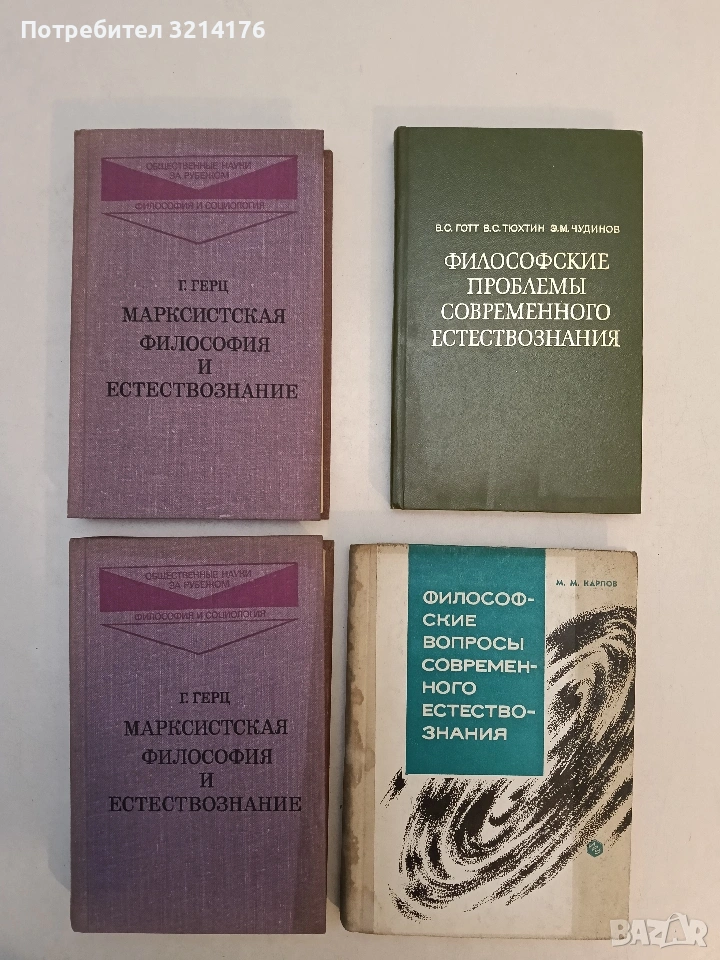 Потребител 3214176
ОБЩЕСТВЕННЫЕ НАУКИ
ЗА РУБЕЖОМ
ФИЛОСОФИЯ И СОЦИОЛОГИЯ
Г. ГЕРЦ
МАРКСИСТСКАЯ
ФИЛОСОФИЯ
И
ЕСТЕСТВОЗНАНИЕ
В.С. ГОТТ В.С. ТЮХТИН Э.М. ЧУДИНОВ
ФИЛОСОФСКИЕ
ПРОБЛЕМЫ
СОВРЕМЕННОГО
ЕСТЕСТВОЗНАНИЯ
ОБЩЕСТВЕННЫЕ НАУКИ
ЗА РУБЕЖОМ
ФИЛОСОФИЯ И СОЦИОЛОГИЯ
Г. ГЕРЦ
МАРКСИСТСКАЯ
ФИЛОСОФИЯ
И
ЕСТЕСТВОЗНАНИЕ
М. М. КАРПОВ
ФИЛОСОФ-
СКИЕ
ВОПРОСЫ
СОВРЕМЕН-
НОГО
ЕСТЕСТВО-
ЗНАНИЯ
BAZAR